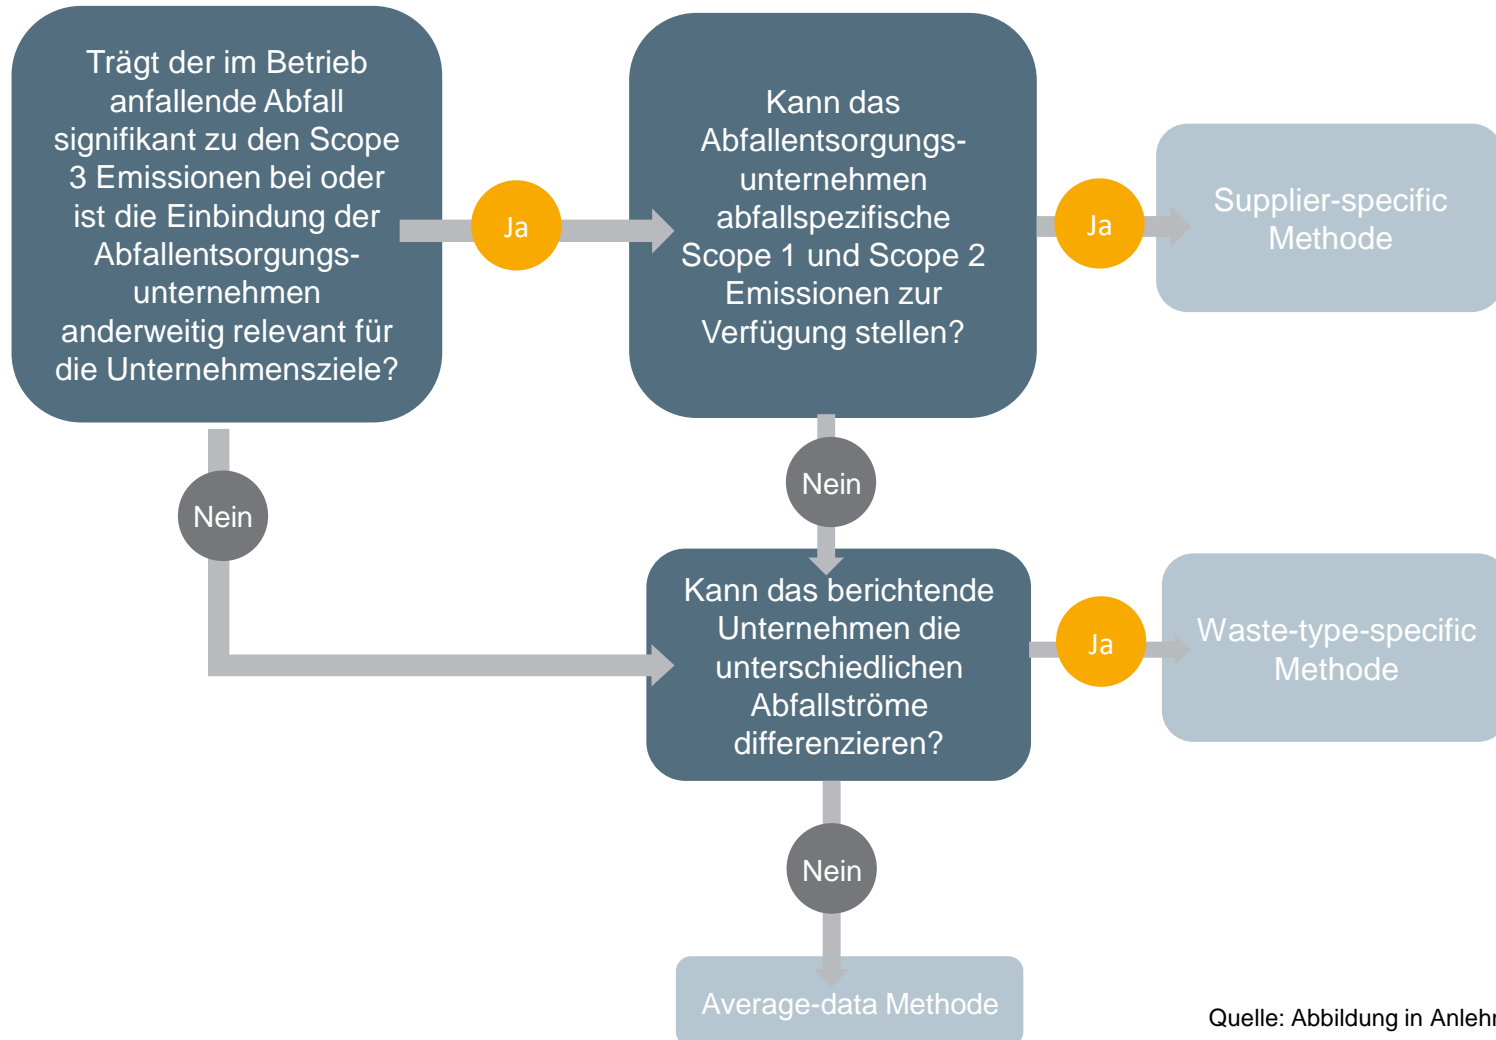 Trägt der im Betrieb
anfallende Abfall
signifikant zu den Scope
3 Emissionen bei oder
ist die Einbindung der
Abfallentsorgungs-
unternehmen
anderweitig relevant für
die Unternehmensziele?
Ja
Kann das
Abfallentsorgungs-
unternehmen
abfallspezifische
Scope 1 und Scope 2
Emissionen zur
Verfügung stellen?
Ja
Supplier-specific
Methode
Nein
Nein
Kann das berichtende
Unternehmen die
unterschiedlichen
Abfallströme
differenzieren?
Ja
Waste-type-specific
Methode
Nein
Average-data Methode
Quelle: Abbildung in